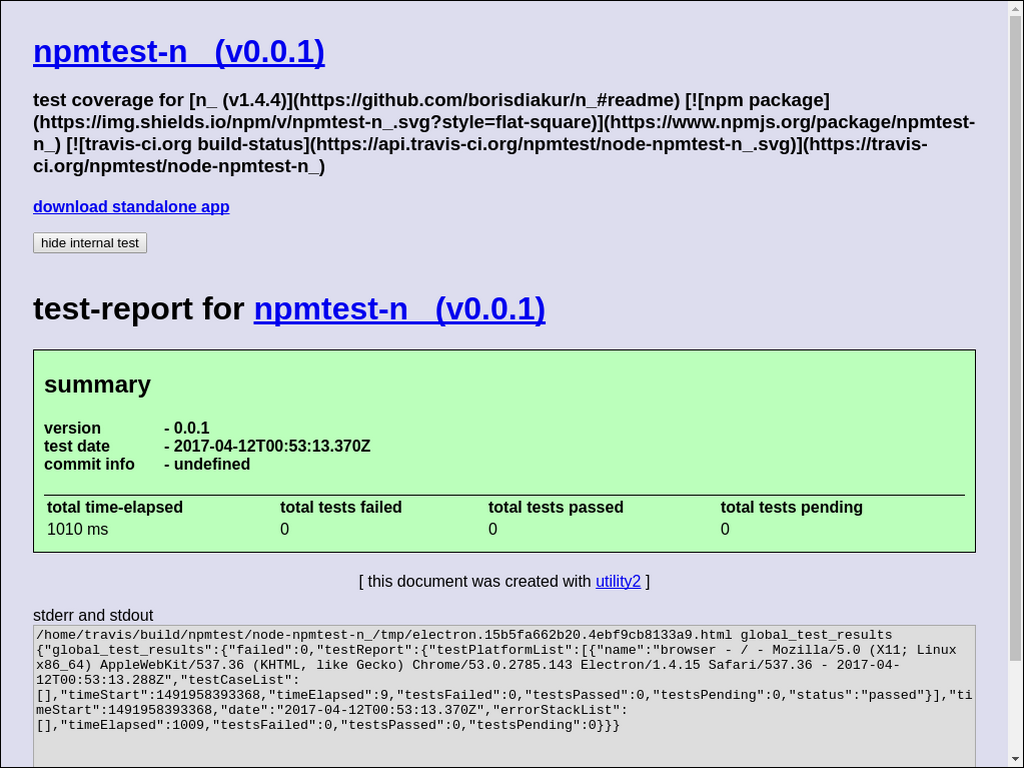 npmtest-n_ (v0.0.1)
test coverage for [n_ (v1.4.4)](https://github.com/borisdiakur/n_#readme) [![npm package]
(https://img.shields.io/npm/v/npmtest-n_.svg?style=flat-square)](https://www.npmjs.org/package/npmtest-
n_) [![travis-ci.org build-status](https://api.travis-ci.org/npmtest/node-npmtest-n_.svg)](https://travis-
ci.org/npmtest/node-npmtest-n_)
download standalone app
hide internal test
test-report for npmtest-n_ (v0.0.1)
summary
version - 0.0.1
test date - 2017-04-12T00:53:13.370Z
commit info - undefined
total time-elapsed total tests failed total tests passed total tests pending
1010 ms 0 0 0
[ this document was created with utility2 ]
stderr and stdout
/home/travis/build/npmtest/node-npmtest-n_/tmp/electron.15b5fa662b20.4ebf9cb8133a9.html global_test_results
{"global_test_results":{"failed":0,"testReport":{"testPlatformList":[{"name":"browser - / - Mozilla/5.0 (X11; Linux
x86_64) AppleWebKit/537.36 (KHTML, like Gecko) Chrome/53.0.2785.143 Electron/1.4.15 Safari/537.36 - 2017-04-
12T00:53:13.288Z","testCaseList":
[],"timeStart":1491958393368,"timeElapsed":9,"testsFailed":0,"testsPassed":0,"testsPending":0,"status":"passed"}],"ti
meStart":1491958393368,"date":"2017-04-12T00:53:13.370Z","errorStackList":
[],"timeElapsed":1009,"testsFailed":0,"testsPassed":0,"testsPending":0}}}